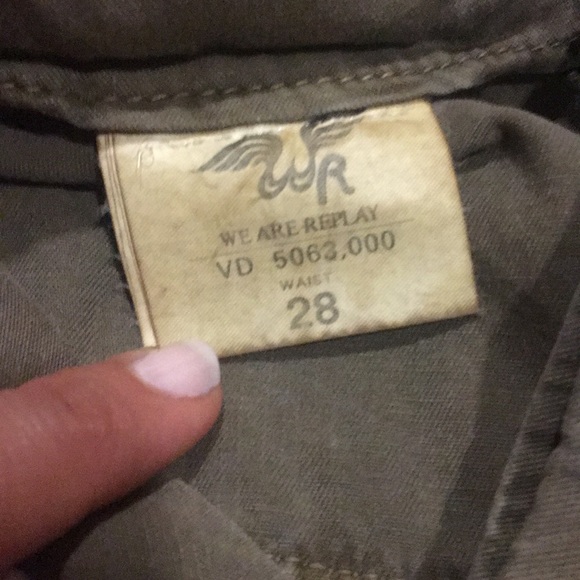 WR
WE ARE REPLAY
VD 5063,000
WAIST
28